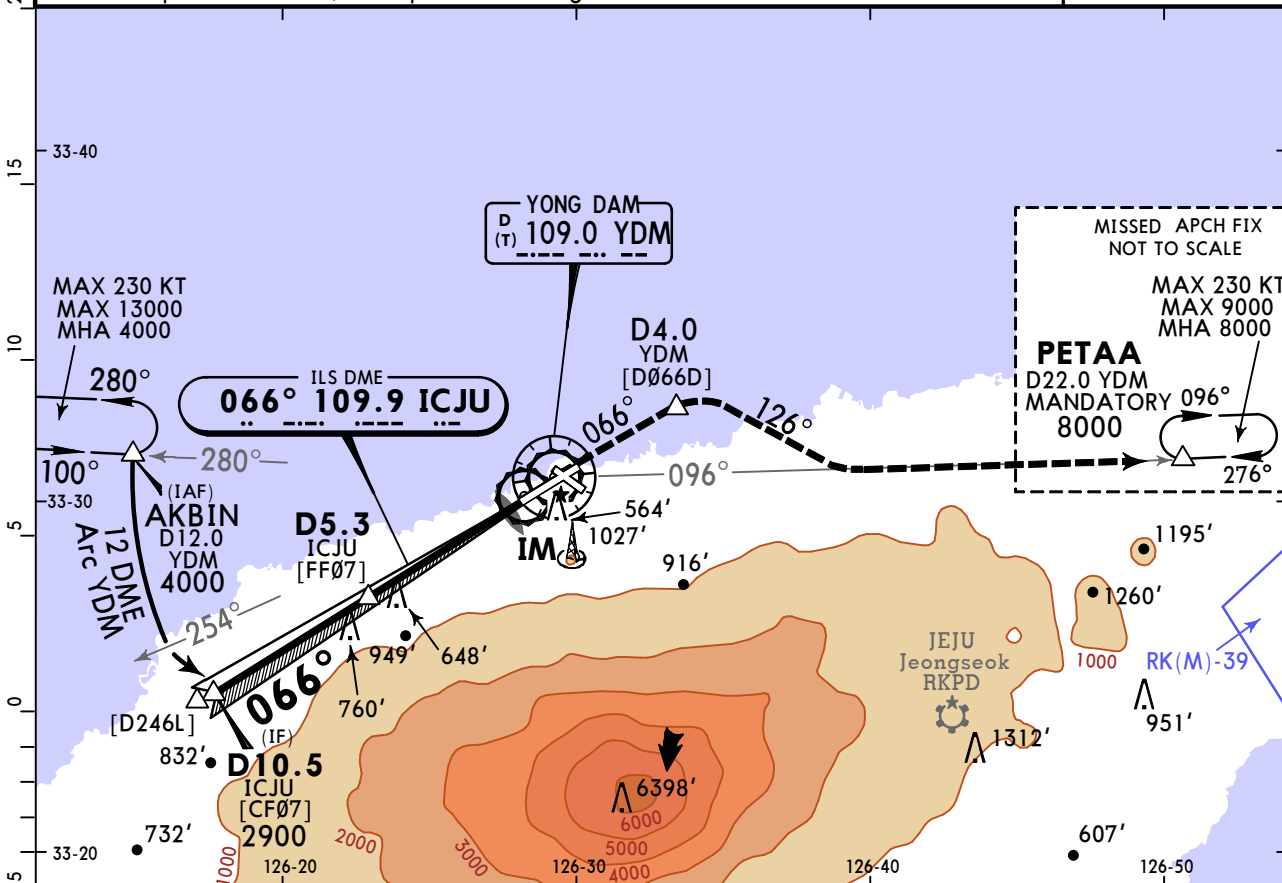 15
10
5
0
5
33-40
33-30
33-20
126-20
126-30
126-40
126-50
YONG DAM
D
(T)
109.0 YDM
MISSED APCH FIX
NOT TO SCALE
MAX 230 KT
MAX 9000
MHA 8000
PETAA
D22.0 YDM
MANDATORY
8000
096°
276°
MAX 230 KT
MAX 13000
MHA 4000
280°
100°
280°
ILS DME
066° 109.9 ICJU
D4.0
YDM
[DØ66D]
066°
126°
096°
(IAF)
AKBIN
D12.0
YDM
4000
12 DME
Arc YDM
254°
D5.3
ICJU
[FFØ7]
IM
564'
1027'
916'
1195'
1260'
1000
RK(M)-39
951'
JEJU
Jeongseok
RKPD
1312'
949'
648'
760'
066°
[D246L]
832'
(IF)
D10.5
ICJU
[CFØ7]
2900
732'
6398'
6000
5000
4000
3000
2000
1000
607'